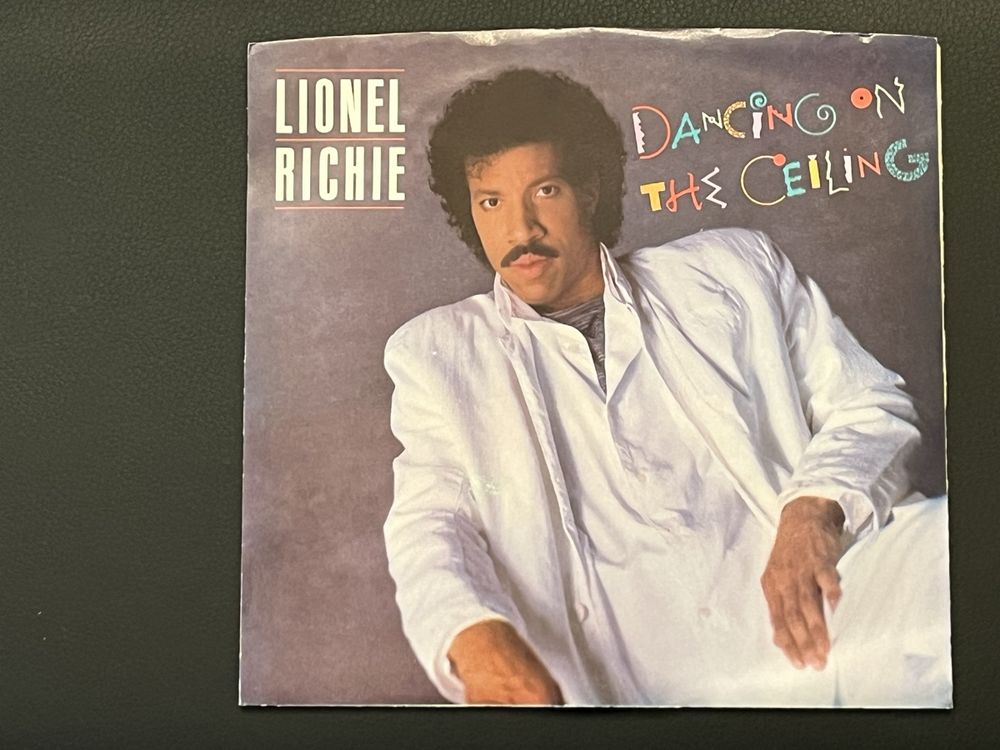 LIONEL
RICHIE
DANCING ON
THE CEILING